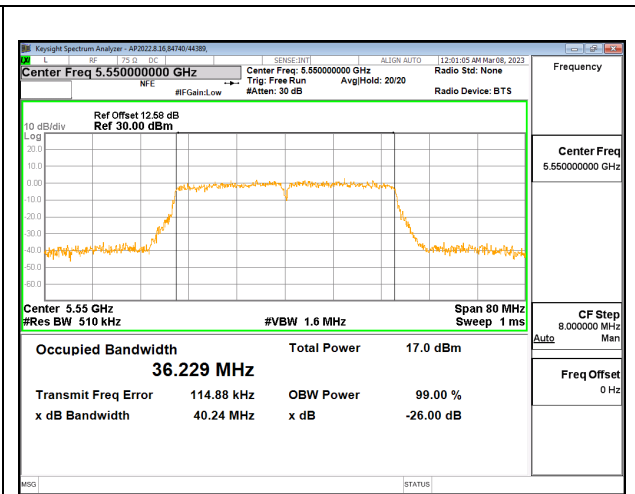 Keysight Spectrum Analyzer - AP2022.8.16,84740/44389,
LXI L RF 75 Ω DC SENSE:INT ALIGN AUTO 12:01:05 AM Mar 08, 2023
Center Freq 5.550000000 GHz
Center Freq: 5.550000000 GHz
Radio Std: None
NFE
Trig: Free Run
Avg|Hold: 20/20
#IFGain:Low
#Atten: 30 dB
Radio Device: BTS
Frequency
Ref Offset 12.58 dB
10 dB/div Ref 30.00 dBm
Log
20.0
10.0
0.00
-10.0
-20.0
-30.0
-40.0
-50.0
-60.0
Center 5.55 GHz Span 80 MHz
#Res BW 510 kHz #VBW 1.6 MHz Sweep 1 ms
Center Freq
5.550000000 GHz
CF Step
8.000000 MHz
Auto Man
Freq Offset
0 Hz
Occupied Bandwidth Total Power 17.0 dBm
36.229 MHz
Transmit Freq Error 114.88 kHz OBW Power 99.00 %
x dB Bandwidth 40.24 MHz x dB -26.00 dB
MSG STATUS